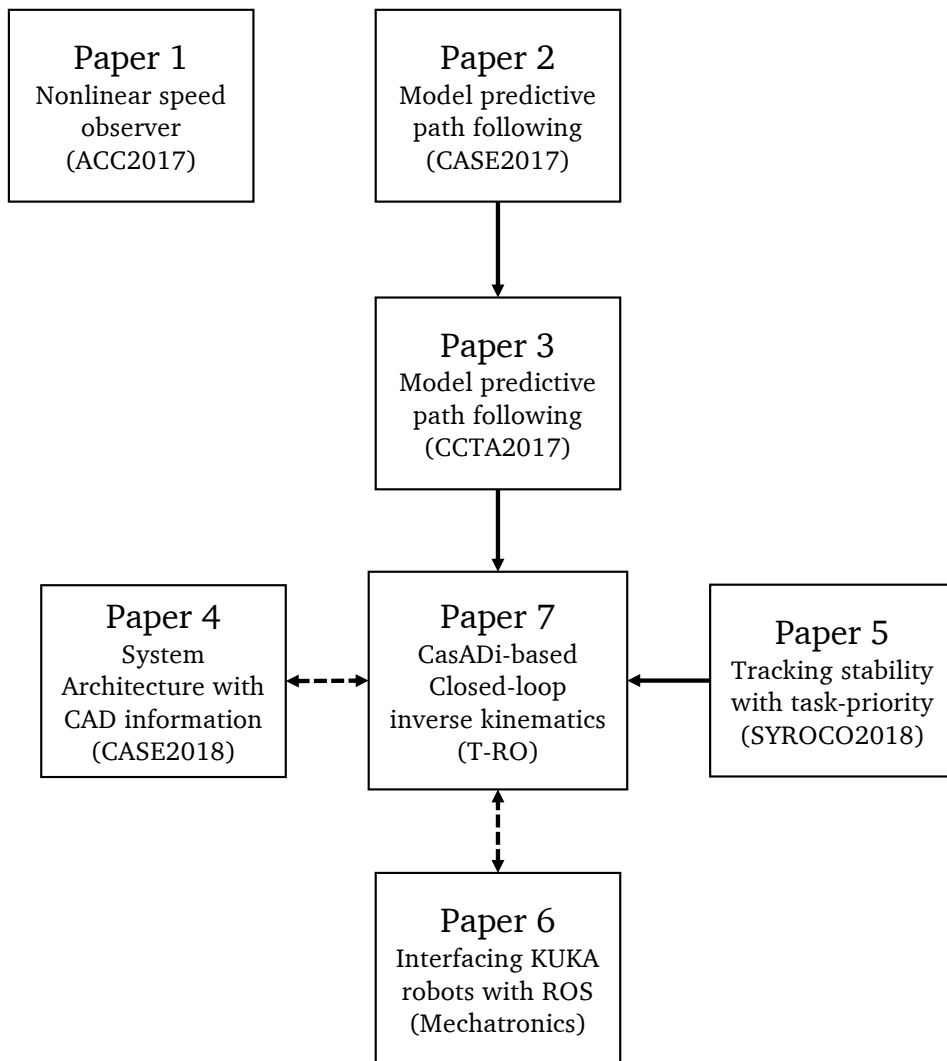 Paper 1
Nonlinear speed
observer
(ACC2017)
Paper 2
Model predictive
path following
(CASE2017)
Paper 3
Model predictive
path following
(CCTA2017)
Paper 4
System
Architecture with
CAD information
(CASE2018)
Paper 7
CasADi-based
Closed-loop
inverse kinematics
(T-RO)
Paper 5
Tracking stability
with task-priority
(SYROCO2018)
Paper 6
Interfacing KUKA
robots with ROS
(Mechatronics)